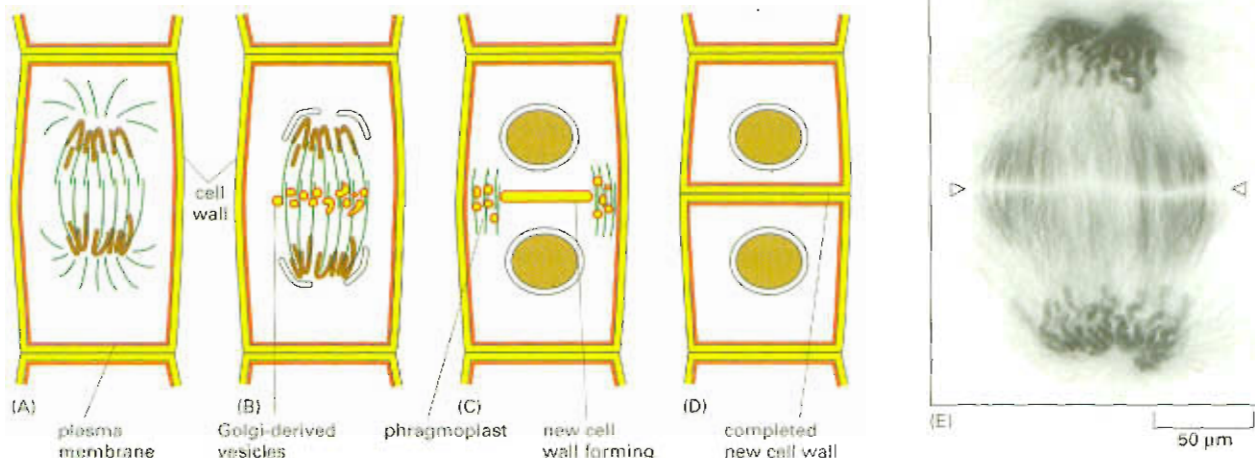 cell
wall
(A)
(B)
(C)
(D)
(E)
plasma
membrane
Golgi-derived
vesicles
phragmoplast
new cell
wall forming
completed
new cell wall
50 µm